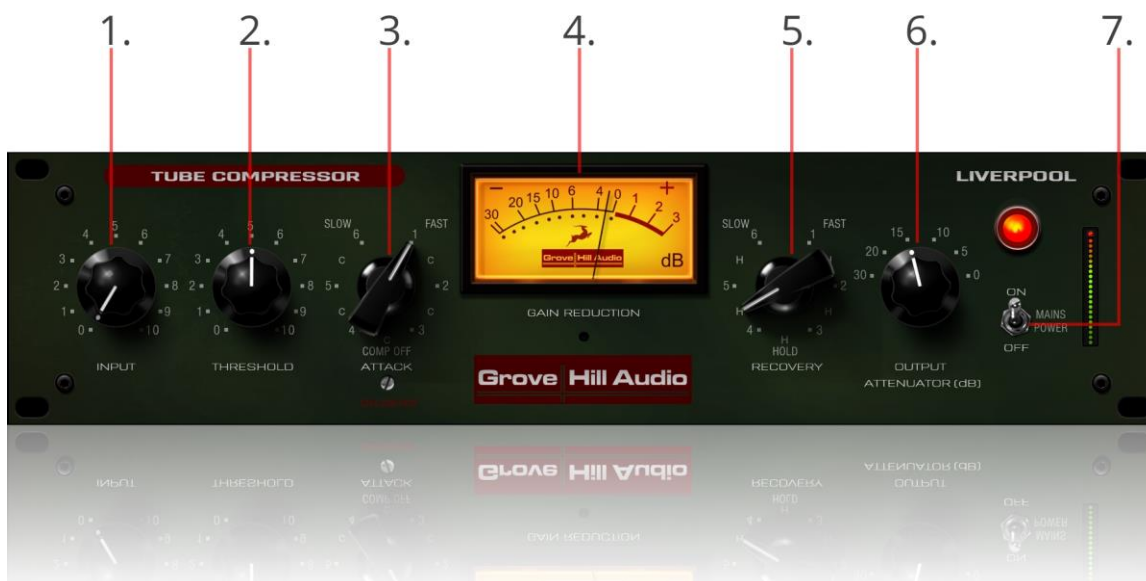 1. 2. 3. 4. 5. 6. 7.
TUBE COMPRESSOR
LIVERPOOL
0 1 2 3 4 5 6 7 8 9 10
INPUT
0 1 2 3 4 5 6 7 8 9 10
THRESHOLD
SLOW FAST
6 1
C C
5 2
C C
4 3
C
COMP OFF
ATTACK
− +
30 20 15 10 6 4 0 1 2 3
Grove Hill Audio
dB
GAIN REDUCTION
Grove Hill Audio
SLOW FAST
6 1
H H
5 2
H H
4 3
H
HOLD
RECOVERY
30 20 15 10 5 0
OUTPUT
ATTENUATOR (dB)
ON
MAINS
POWER
OFF